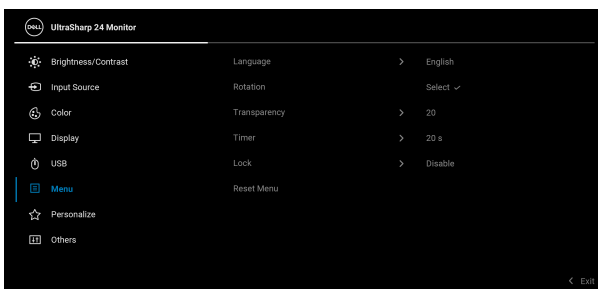 DELL UltraSharp 24 Monitor
Brightness/Contrast Language > English
Input Source Rotation Select ✓
Color Transparency > 20
Display Timer > 20 s
USB Lock > Disable
Menu Reset Menu
Personalize
Others
< Exit